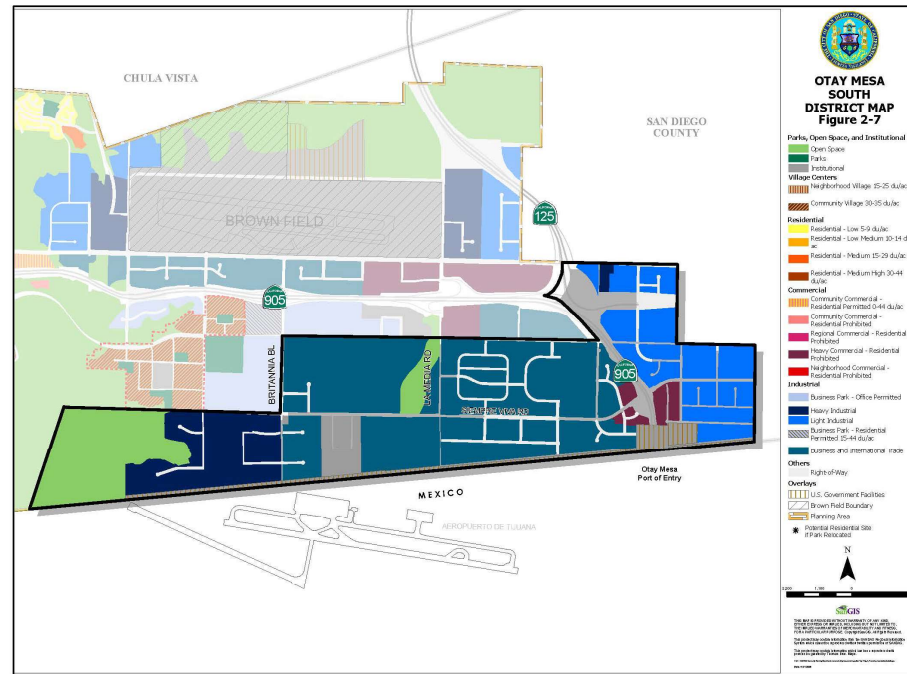 CHULA VISTA
SAN DIEGO
COUNTY
BROWN FIELD
CALIFORNIA
125
CALIFORNIA
905
BRITANNIA BL
LA MEDIA RD
CALIFORNIA
905
SIEMPRE VIVA RD
Otay Mesa
Port of Entry
MEXICO
AEROPUERTO DE TIJUANA
OTAY MESA
SOUTH
DISTRICT MAP
Figure 2-7
Parks, Open Space, and Institutional
Open Space
Parks
Institutional
Village Centers
Neighborhood Village 15-25 du/ac
Community Village 30-35 du/ac
Residential
Residential - Low 5-9 du/ac
Residential - Low Medium 10-14 d
ac
Residential - Medium 15-29 du/ac
Residential - Medium High 30-44
du/ac
Commercial
Community Commercial -
Residential Permitted 0-44 du/ac
Community Commercial -
Residential Prohibited
Regional Commercial - Residential
Prohibited
Heavy Commercial - Residential
Prohibited
Neighborhood Commercial -
Residential Prohibited
Industrial
Business Park - Office Permitted
Heavy Industrial
Light Industrial
Business Park - Residential
Permitted 15-44 du/ac
Business and International Trade
Others
Right-of-Way
Overlays
U.S. Government Facilities
Brown Field Boundary
Planning Area
Potential Residential Site
if Park Relocated
N
SanGIS